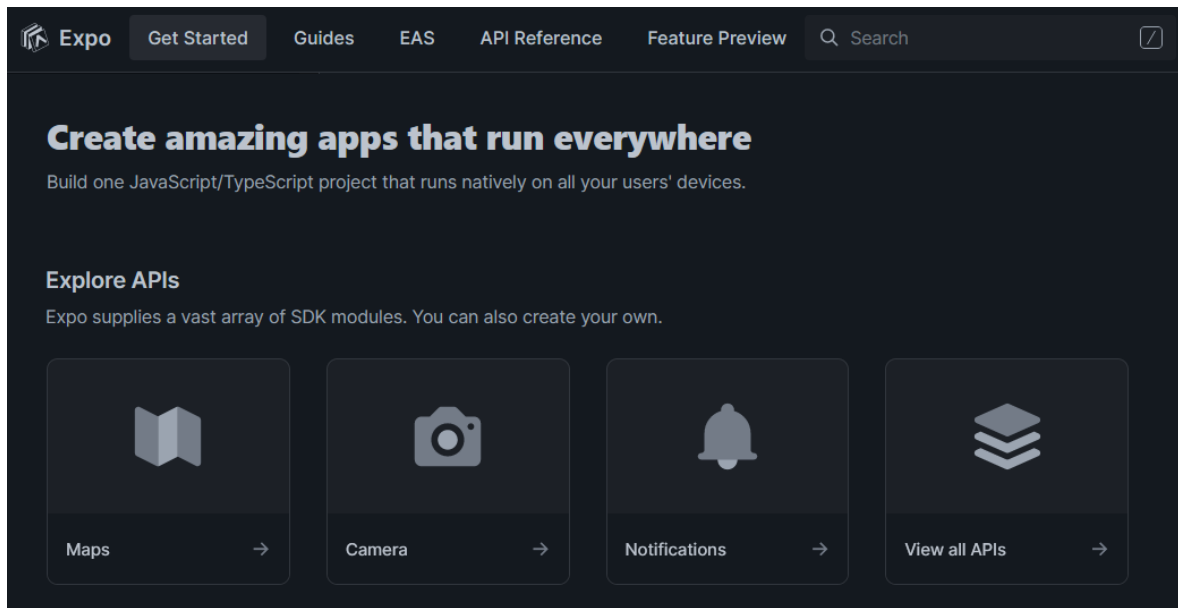 Expo
Get Started
Guides
EAS
API Reference
Feature Preview
Search
/
Create amazing apps that run everywhere
Build one JavaScript/TypeScript project that runs natively on all your users' devices.
Explore APIs
Expo supplies a vast array of SDK modules. You can also create your own.
Maps
Camera
Notifications
View all APIs